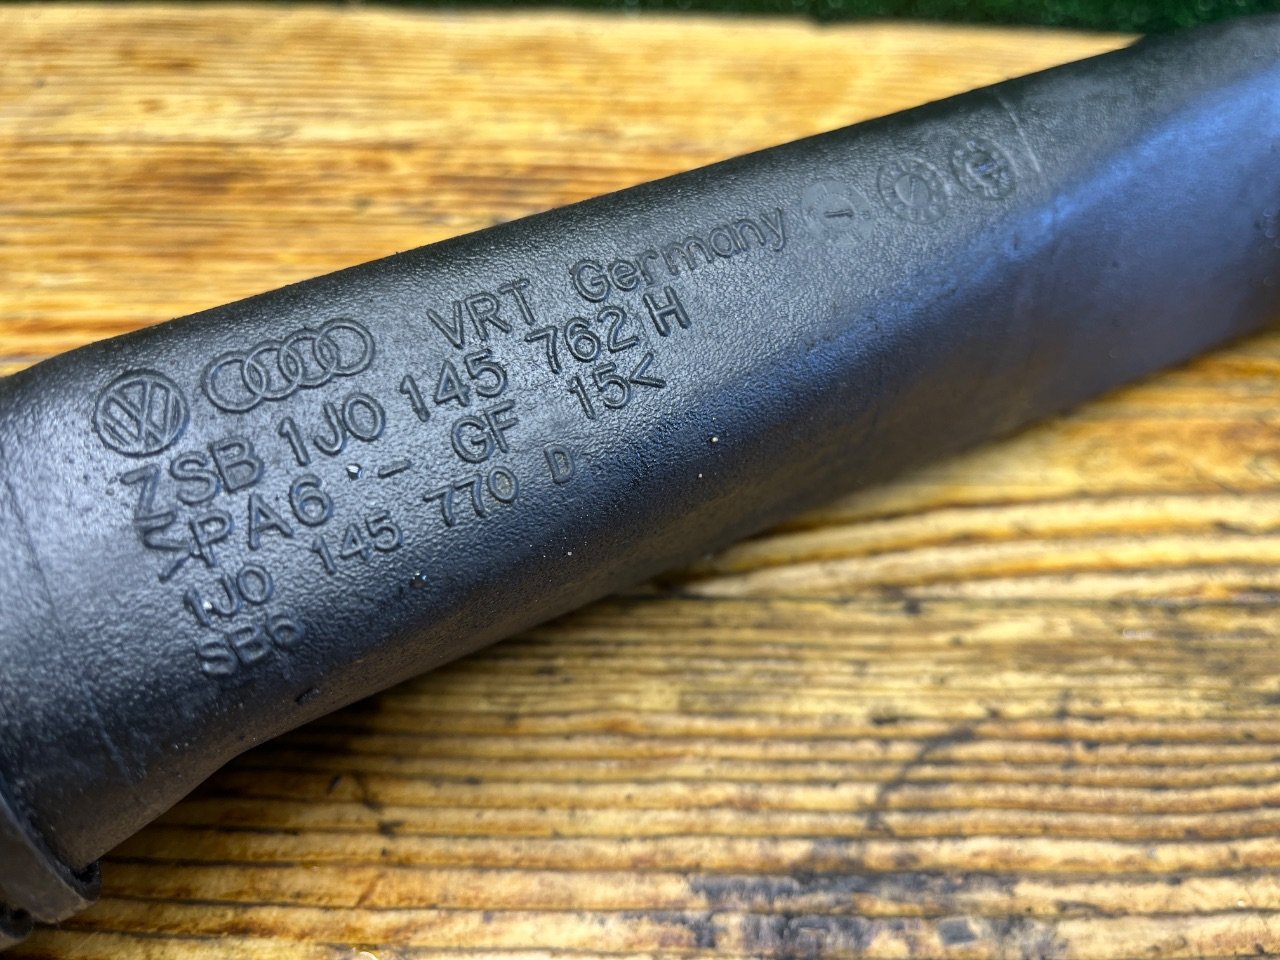 VRT Germany
ZSB 1J0 145 762 H
>PA6 - GF 15<
1J0 145 770 D